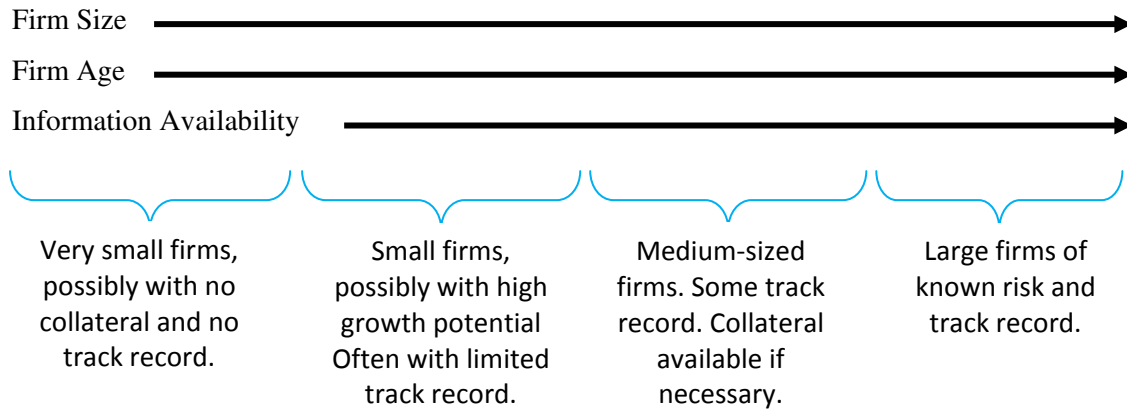 Firm Size
Firm Age
Information Availability
Very small firms,
possibly with no
collateral and no
track record.
Small firms,
possibly with high
growth potential
Often with limited
track record.
Medium-sized
firms. Some track
record. Collateral
available if
necessary.
Large firms of
known risk and
track record.